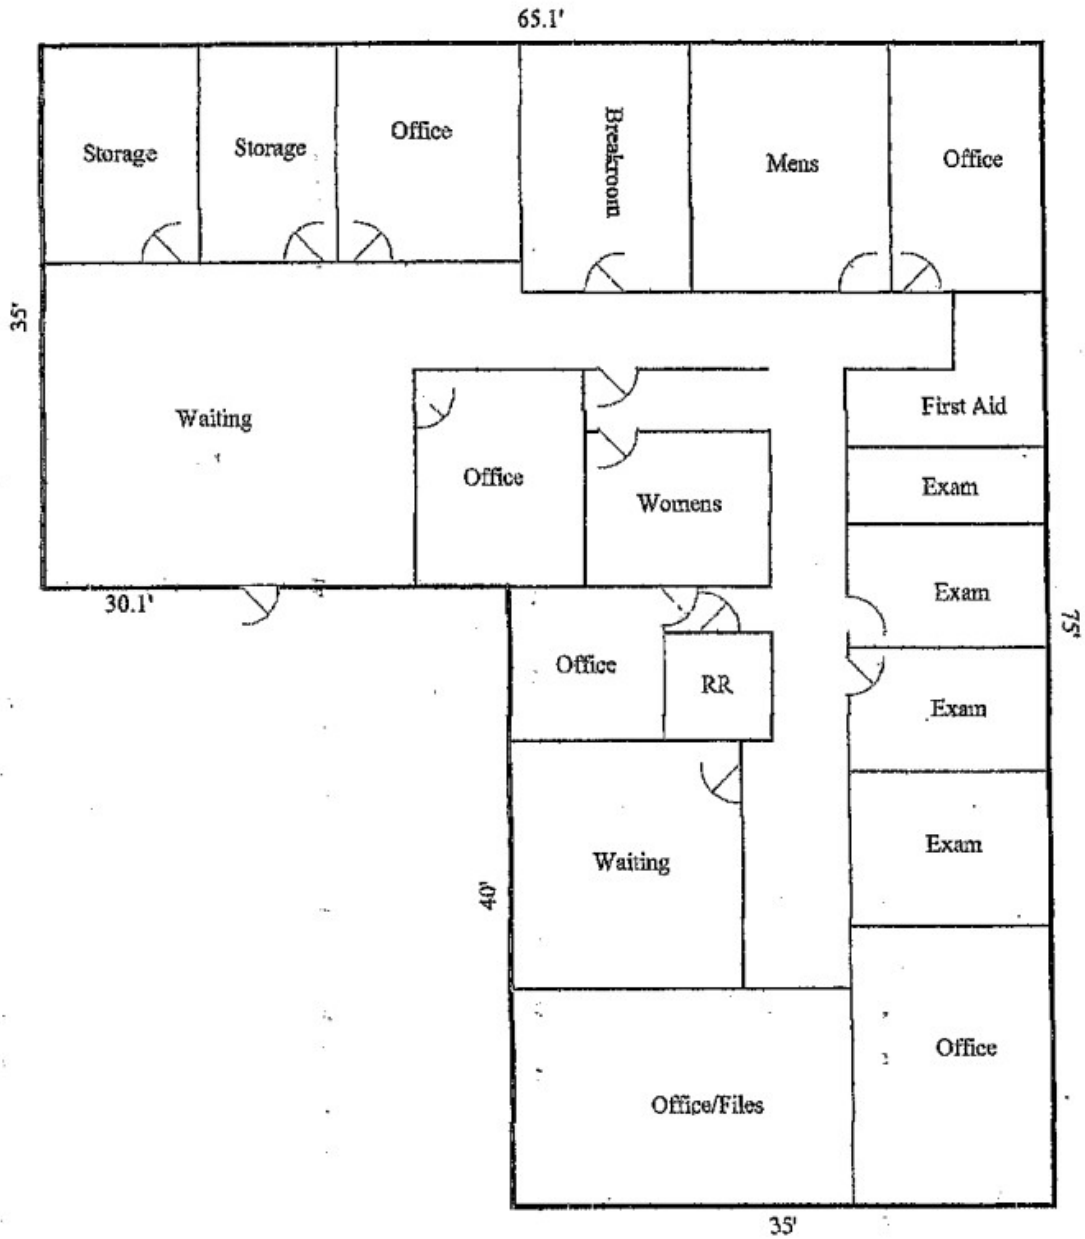 65.1'
Storage
Storage
Office
Breakroom
Mens
Office
35'
Waiting
First Aid
Office
Exam
Womens
30.1'
Exam
75'
Office
RR
Exam
Exam
Waiting
40'
Office
Office/Files
35'